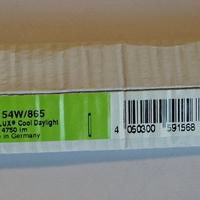 54W/865
LUX® Cool Daylight
4750 lm
in Germany
4 050300 591568